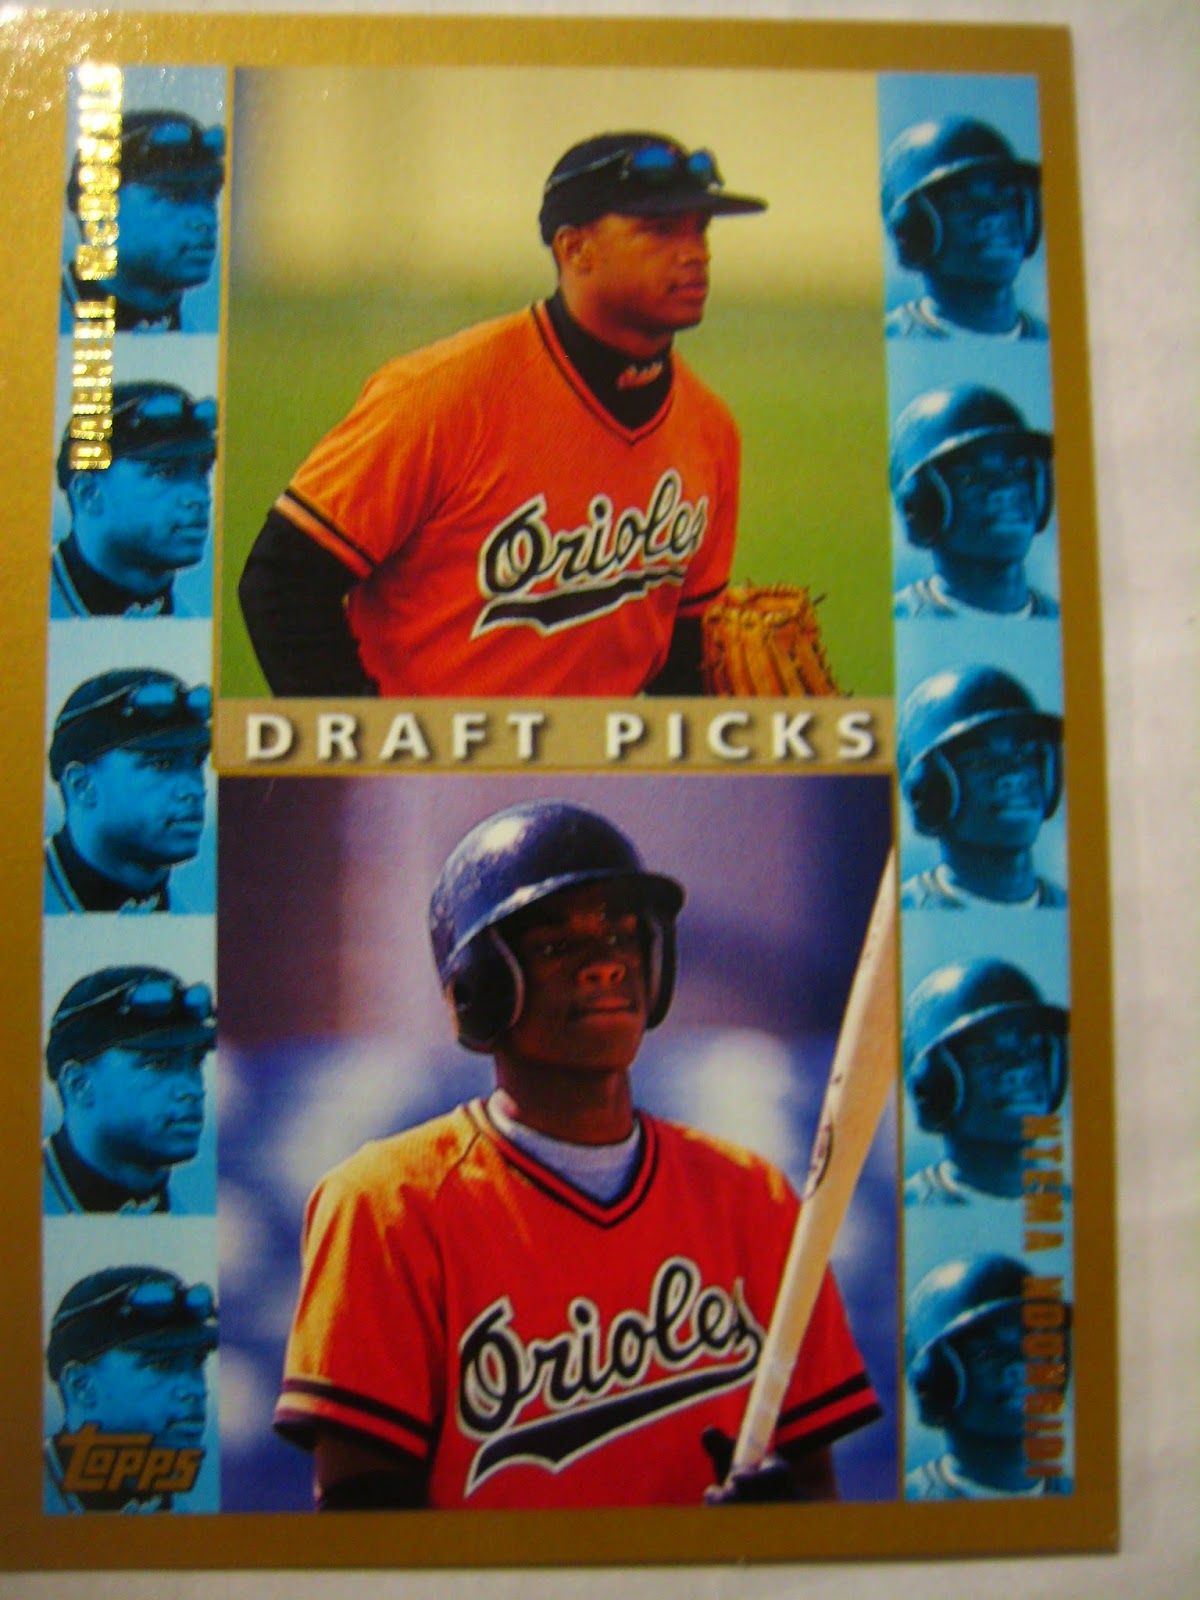 DARNELL McDONALD
Orioles
DRAFT PICKS
Orioles
NTEMA NDUNGIDI
TOPPS